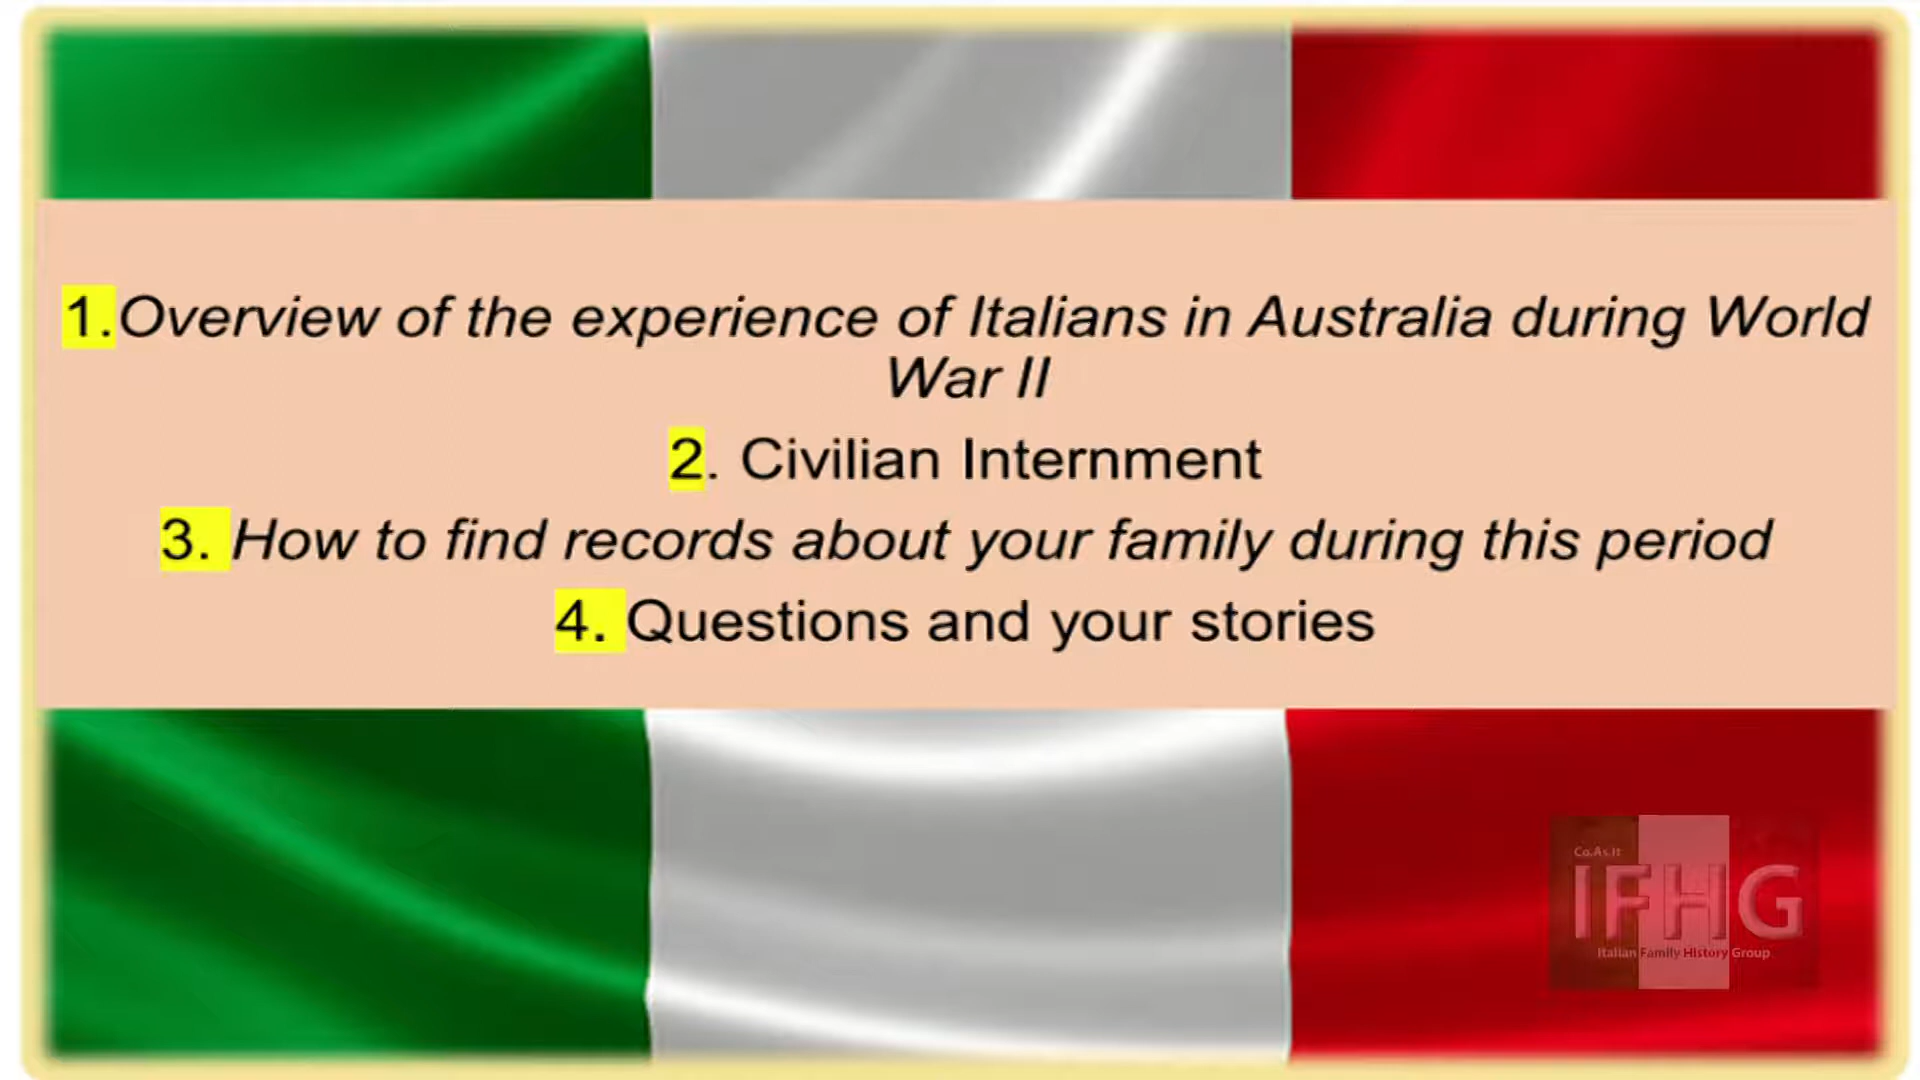 1.Overview of the experience of Italians in Australia during World
War II
2. Civilian Internment
3. How to find records about your family during this period
4. Questions and your stories
Co.As.It
IFHG
Italian Family History Group